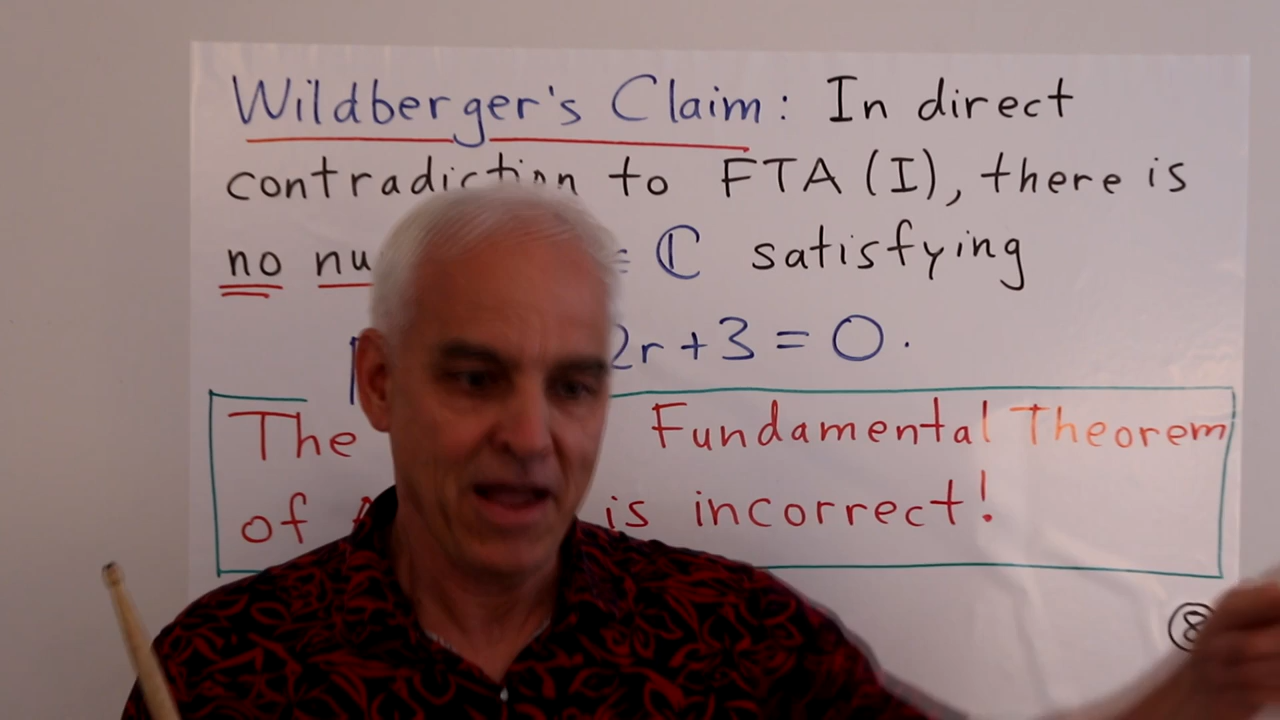 Wildberger's Claim: In direct
contradiction to FTA (I), there is
no ℂ satisfying
2r + 3 = 0.
The Fundamental Theorem
of is incorrect!
8